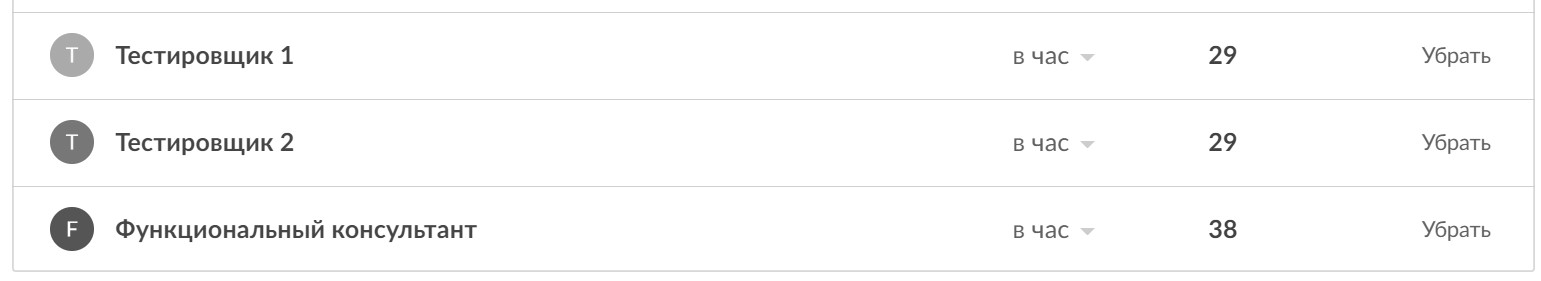 Т Тестировщик 1 в час 29 Убрать
Т Тестировщик 2 в час 29 Убрать
F Функциональный консультант в час 38 Убрать